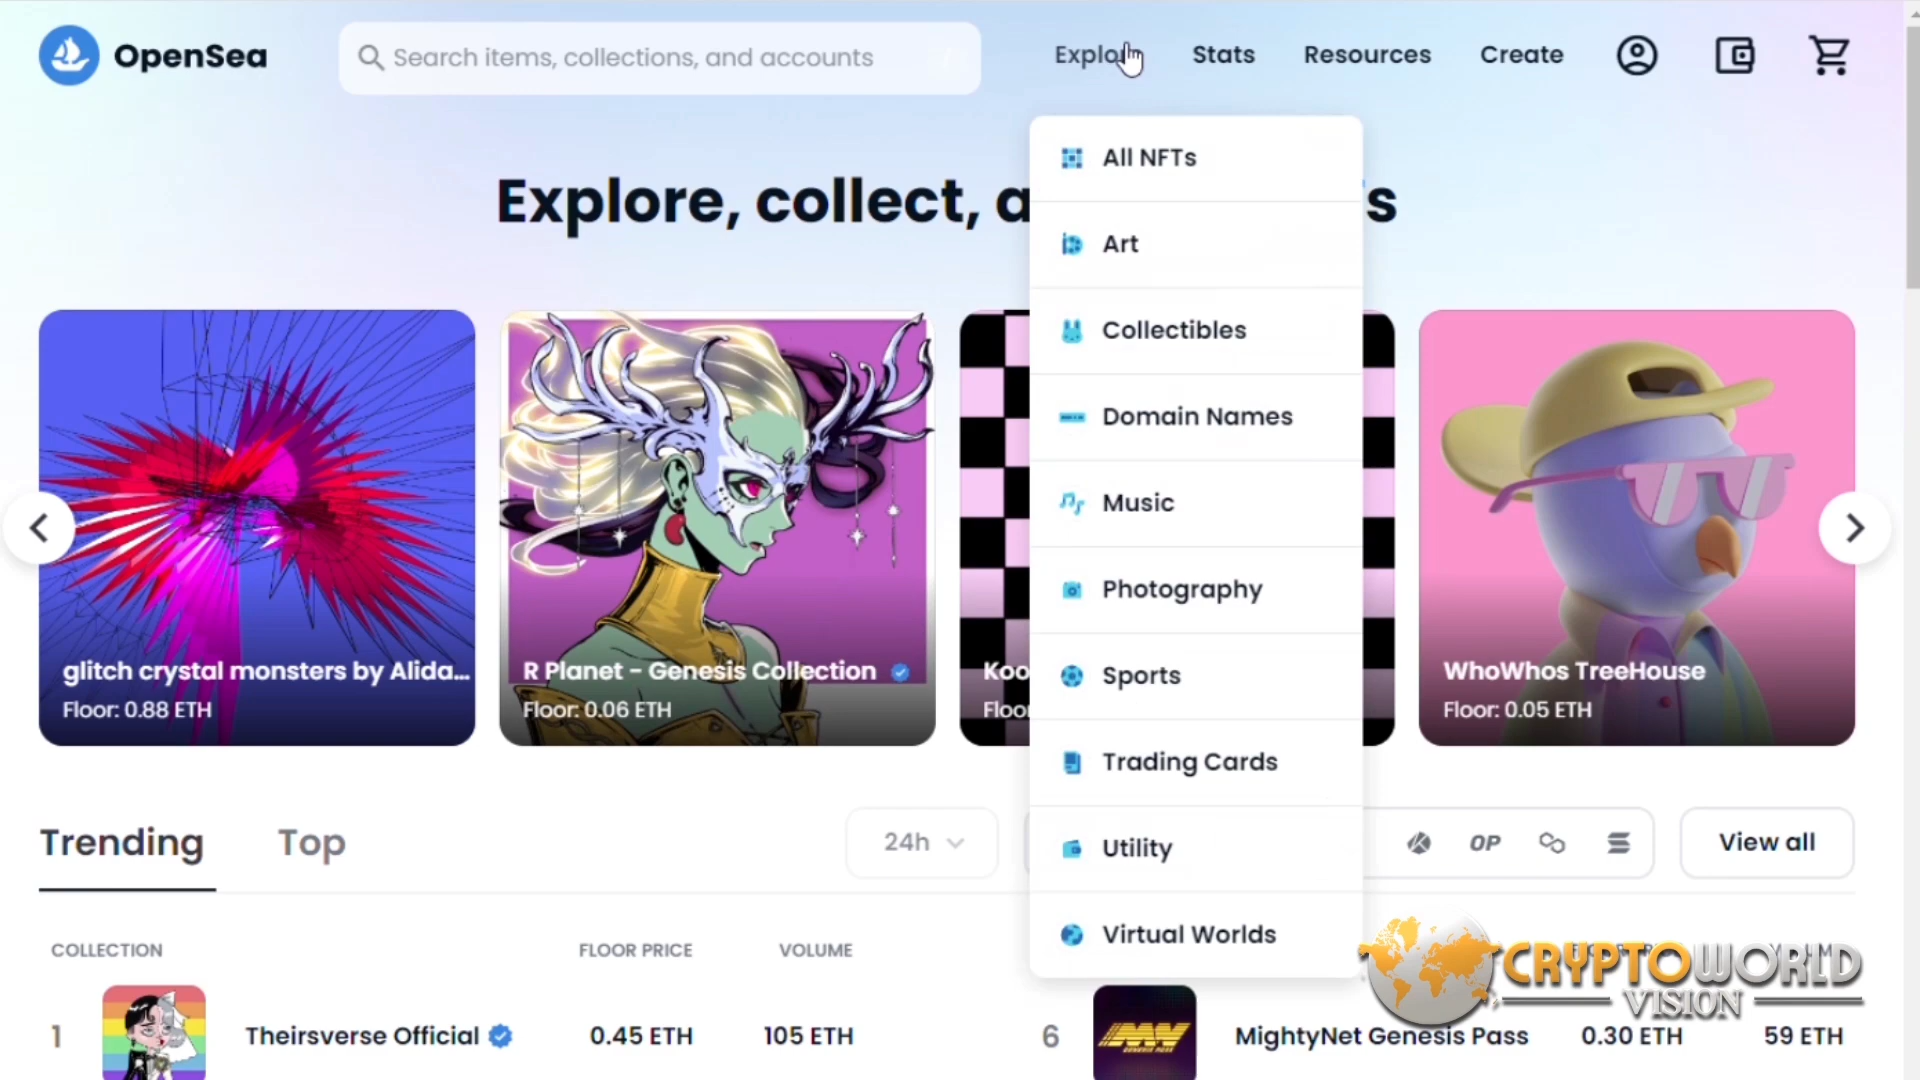 OpenSea
Search items, collections, and accounts
Stats
Resources
Create
All NFTs
Art
Collectibles
Domain Names
Music
Photography
Sports
Trading Cards
Utility
Virtual Worlds
Explore, collect,
glitch crystal monsters by Alida...
Floor: 0.88 ETH
R Planet - Genesis Collection
Floor: 0.06 ETH
WhoWhos TreeHouse
Floor: 0.05 ETH
Trending
Top
24h
OP
View all
COLLECTION
FLOOR PRICE
VOLUME
1
Theirsverse Official
0.45 ETH
105 ETH
6
MightyNet Genesis Pass
0.30 ETH
59 ETH
CRYPTOWORLD
VISION